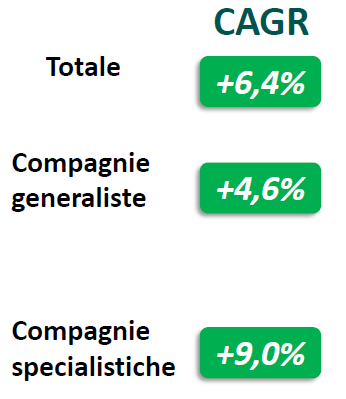 CAGR
Totale
+6,4%
Compagnie
generaliste
+4,6%
Compagnie
specialistiche
+9,0%